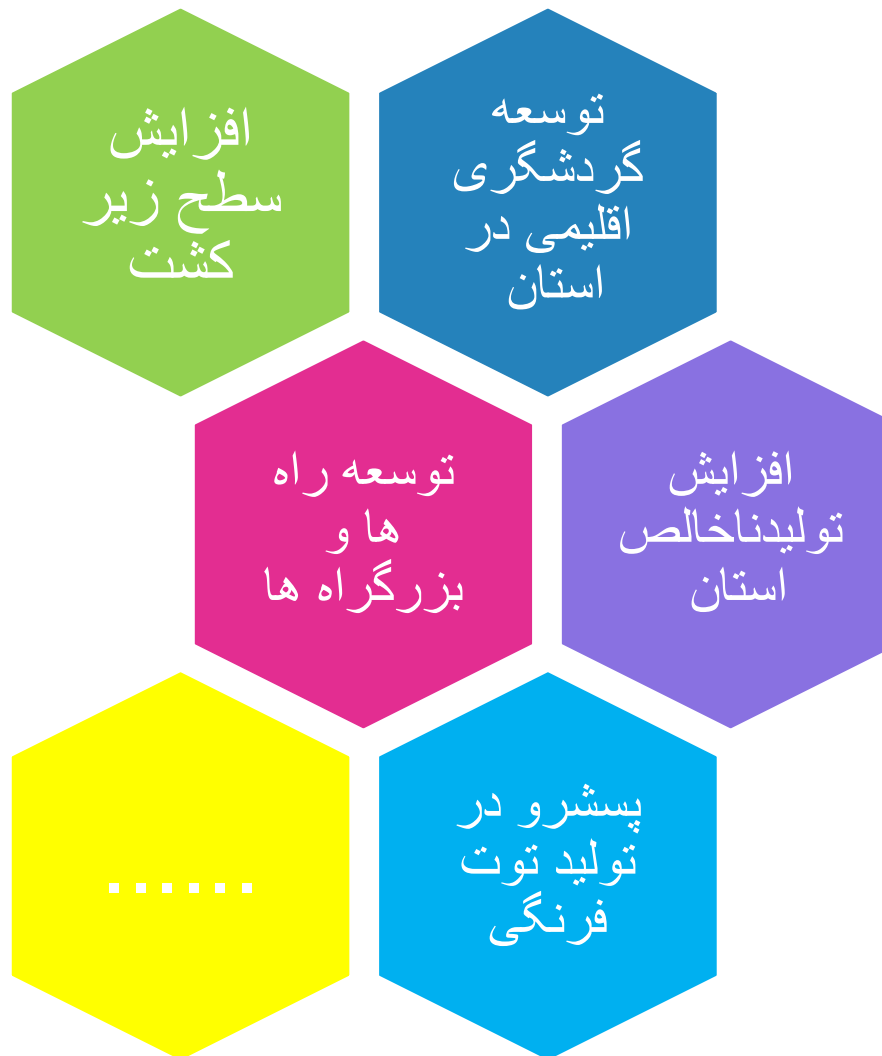 توسعه
گردشگری
اقلیمی در
استان
افزایش
سطح زیر
کشت
افزایش
تولیدناخالص
استان
توسعه راه
ها و
بزرگراه ها
پسشرو در
تولید توت
فرنگی
......